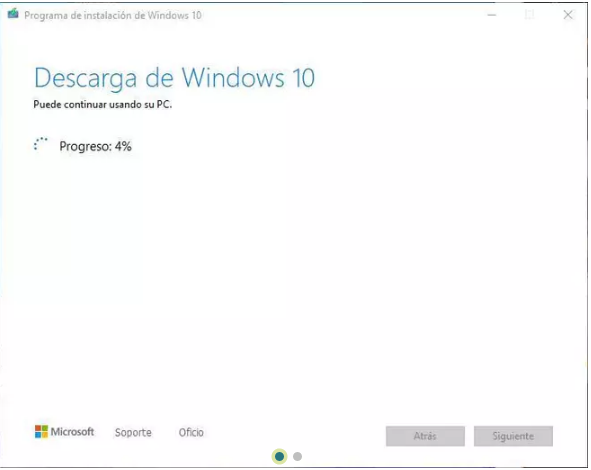 Programa de instalación de Windows 10
Descarga de Windows 10
Puede continuar usando su PC.
Progreso: 4%
Microsoft Soporte Oficio
Atrás Siguiente